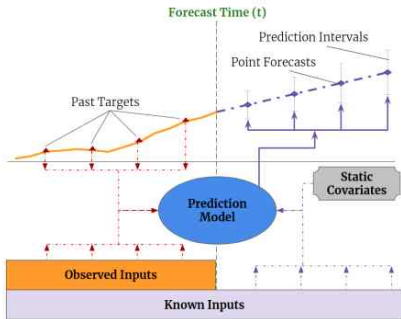 Forecast Time (t)
Prediction Intervals
Point Forecasts
Past Targets
Static
Covariates
Prediction
Model
Observed Inputs
Known Inputs